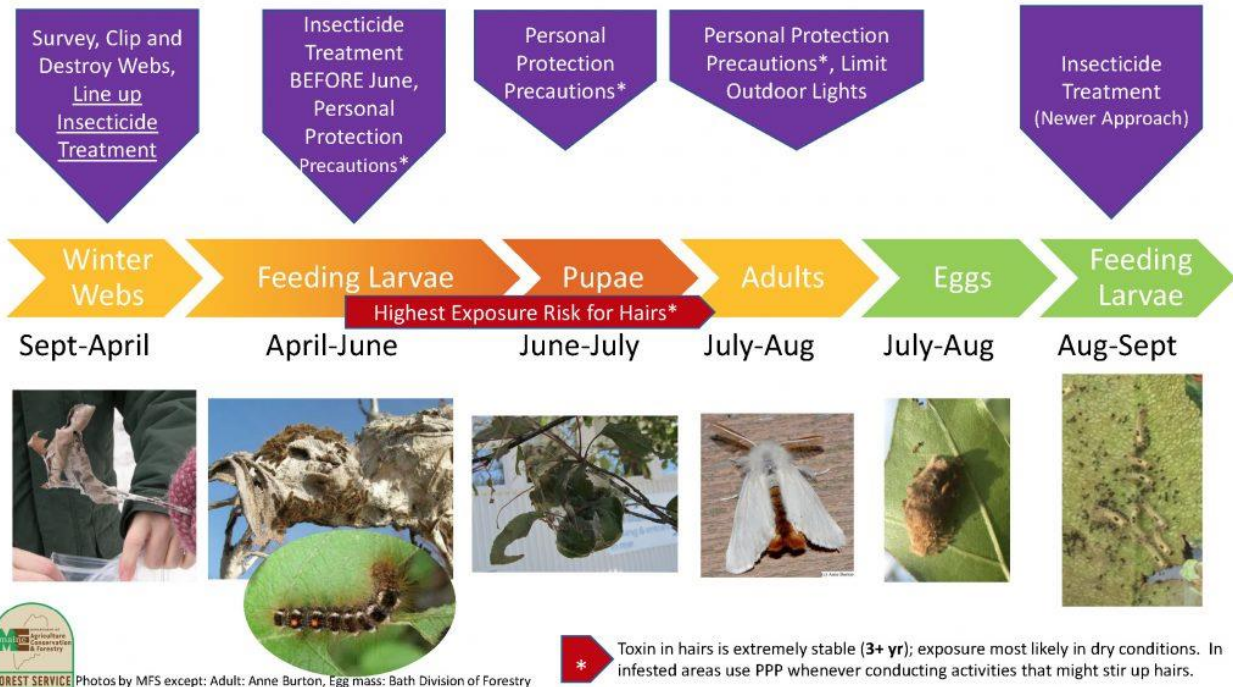 Survey, Clip and
Destroy Webs,
Line up
Insecticide
Treatment
Insecticide
Treatment
BEFORE June,
Personal
Protection
Precautions*
Personal
Protection
Precautions*
Personal Protection
Precautions*, Limit
Outdoor Lights
Insecticide
Treatment
(Newer Approach)
Winter
Webs
Feeding Larvae
Pupae
Adults
Eggs
Feeding
Larvae
Highest Exposure Risk for Hairs*
Sept-April
April-June
June-July
July-Aug
July-Aug
Aug-Sept
(c) Anne Burton
Agriculture
Conservation
& Forestry
FOREST SERVICE
Photos by MFS except: Adult: Anne Burton, Egg mass: Bath Division of Forestry
*
Toxin in hairs is extremely stable (3+ yr); exposure most likely in dry conditions. In
infested areas use PPP whenever conducting activities that might stir up hairs.